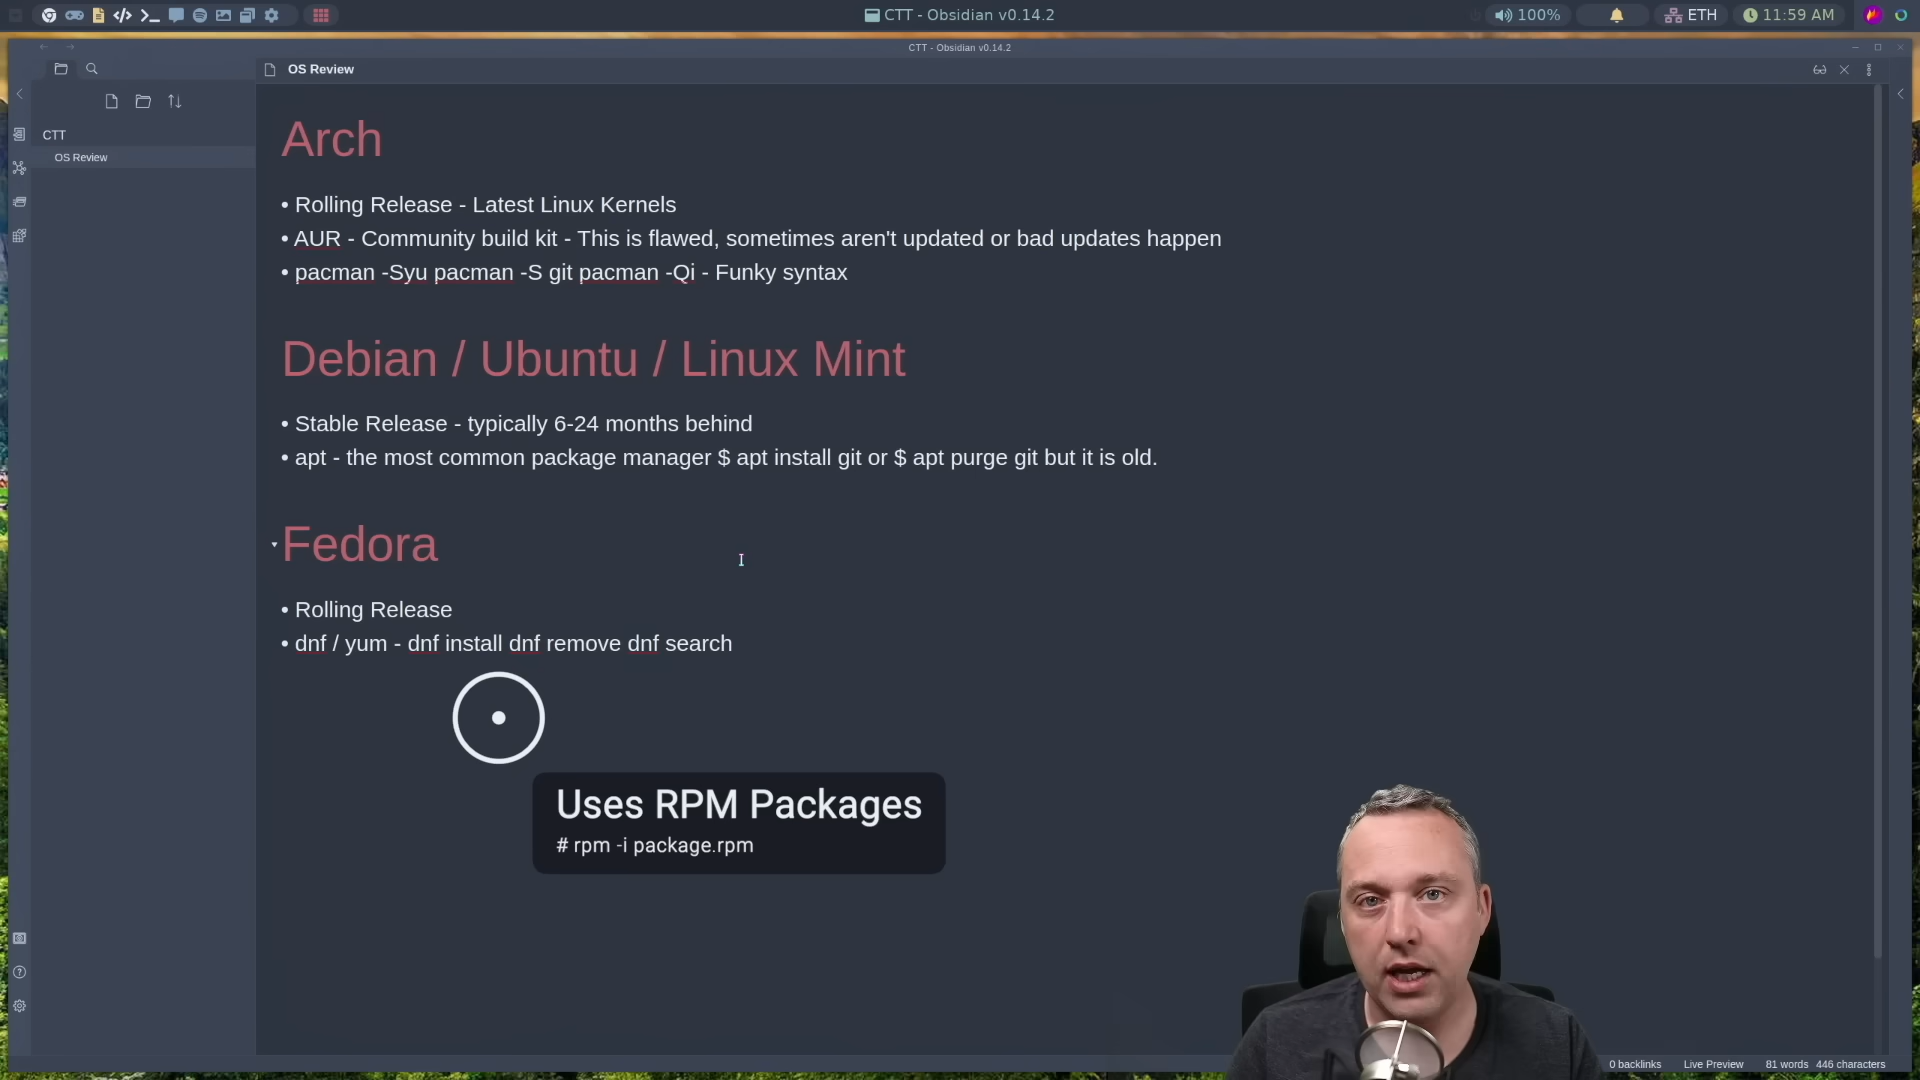 CTT - Obsidian v0.14.2
100%
ETH
11:59 AM
CTT - Obsidian v0.14.2
OS Review
CTT
OS Review
Arch
• Rolling Release - Latest Linux Kernels
• AUR - Community build kit - This is flawed, sometimes aren't updated or bad updates happen
• pacman -Syu pacman -S git pacman -Qi - Funky syntax
Debian / Ubuntu / Linux Mint
• Stable Release - typically 6-24 months behind
• apt - the most common package manager $ apt install git or $ apt purge git but it is old.
Fedora
• Rolling Release
• dnf / yum - dnf install dnf remove dnf search
Uses RPM Packages
# rpm -i package.rpm
0 backlinks
Live Preview
81 words
446 characters